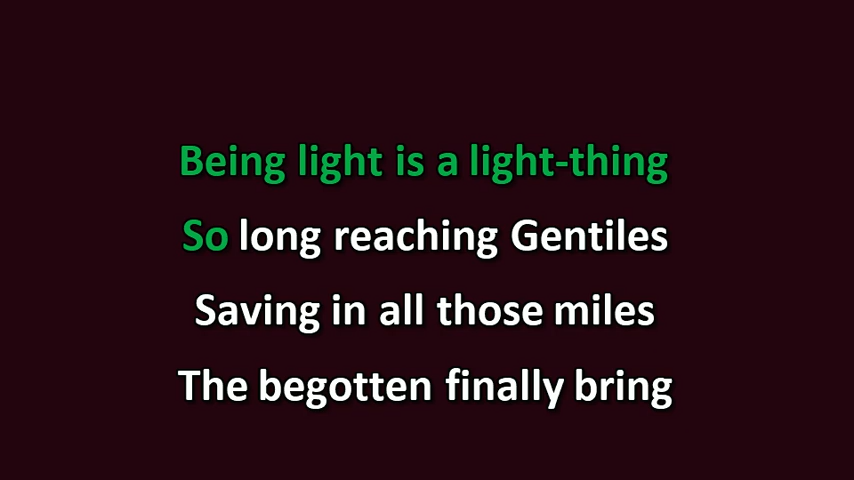 Being light is a light-thing
So long reaching Gentiles
Saving in all those miles
The begotten finally bring